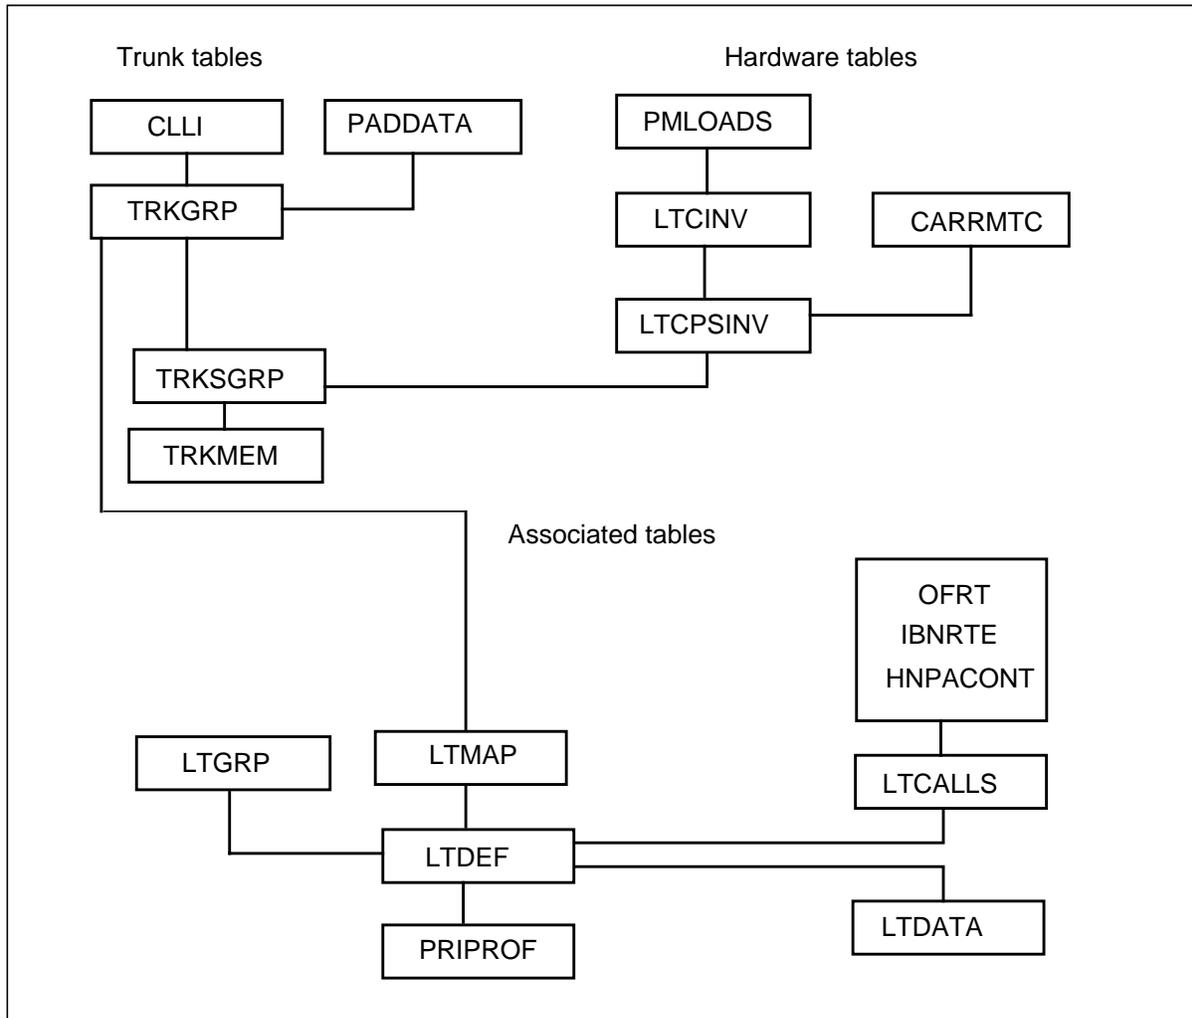 Trunk tables
Hardware tables
CLLI
PADDATA
PMLOADS
TRKGRP
LTCINV
CARRMTC
LTCPSINV
TRKSGRP
TRKMEM
Associated tables
OFRT
IBNRTE
HNPACONT
LTGRP
LTMAP
LTCALLS
LTDEF
LTDATA
PRIPROF